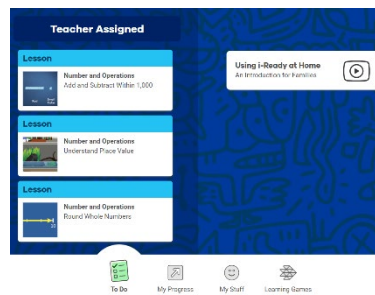 Teacher Assigned
Lesson
Number and Operations
Add and Subtract Within 1,000
Using i-Ready at Home
An Introduction for Families
Lesson
Number and Operations
Understand Place Value
Lesson
Number and Operations
Round Whole Numbers
To Do
My Progress
My Stuff
Learning Games